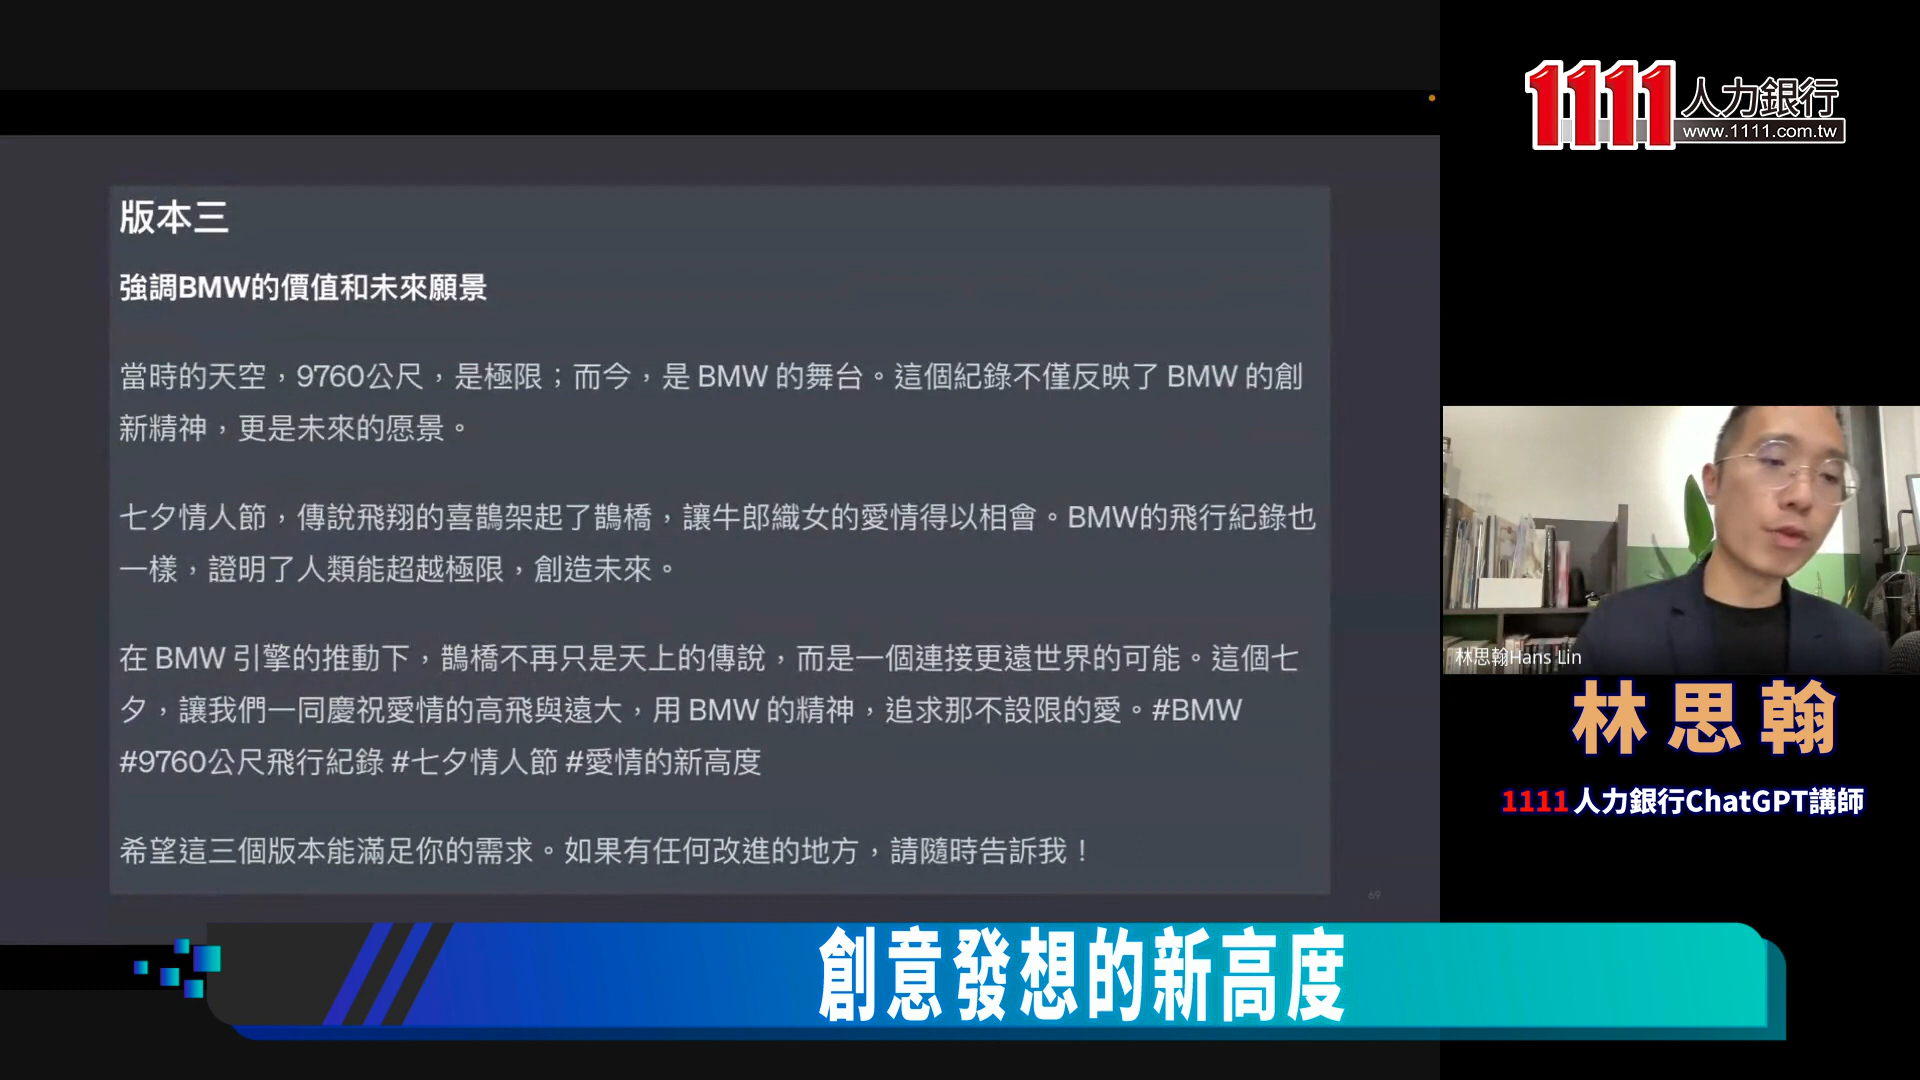 1111人力銀行
www.1111.com.tw
版本三
強調BMW的價值和未來願景
當時的天空，9760公尺，是極限；而今，是 BMW 的舞台。這個紀錄不僅反映了 BMW 的創
新精神，更是未來的愿景。
七夕情人節，傳說飛翔的喜鵲架起了鵲橋，讓牛郎織女的愛情得以相會。BMW的飛行紀錄也
一樣，證明了人類能超越極限，創造未來。
在 BMW 引擎的推動下，鵲橋不再只是天上的傳說，而是一個連接更遠世界的可能。這個七
夕，讓我們一同慶祝愛情的高飛與遠大，用 BMW 的精神，追求那不設限的愛。#BMW
#9760公尺飛行紀錄 #七夕情人節 #愛情的新高度
希望這三個版本能滿足你的需求。如果有任何改進的地方，請隨時告訴我！
69
林思翰Hans Lin
林思翰
1111人力銀行ChatGPT講師
創意發想的新高度